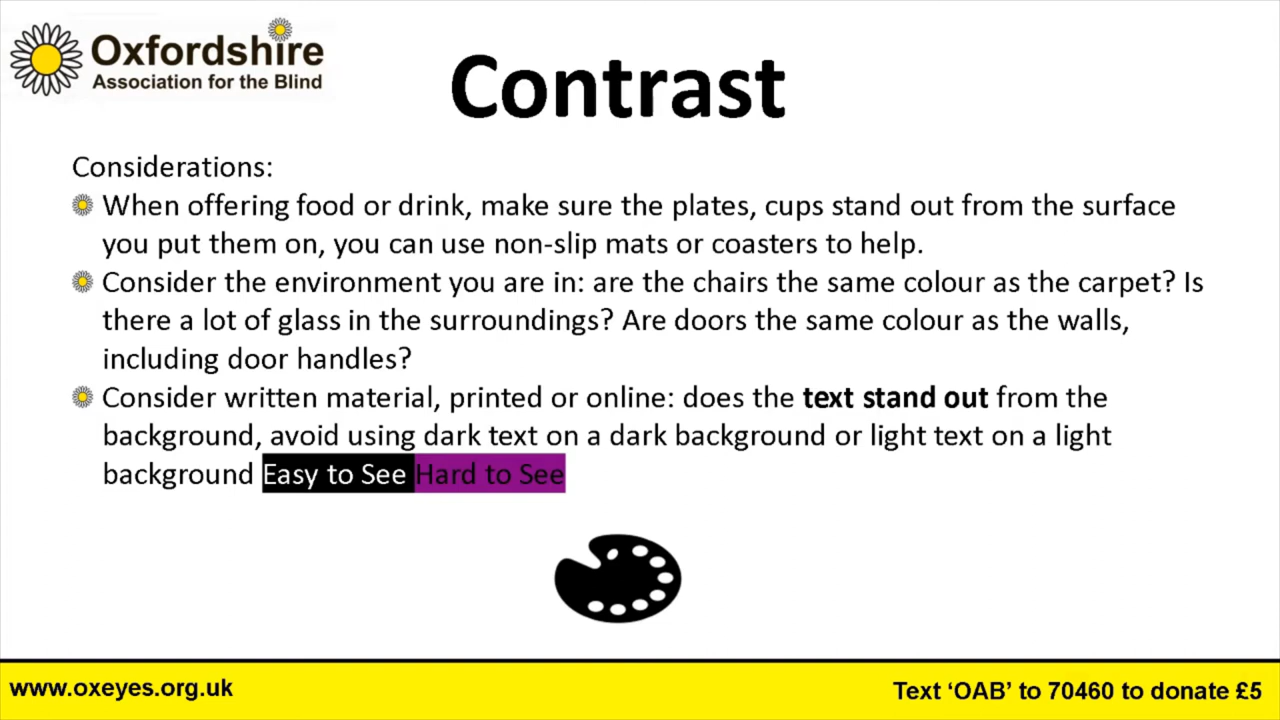 Oxfordshire
Association for the Blind
Contrast
Considerations:
When offering food or drink, make sure the plates, cups stand out from the surface
you put them on, you can use non-slip mats or coasters to help.
Consider the environment you are in: are the chairs the same colour as the carpet? Is
there a lot of glass in the surroundings? Are doors the same colour as the walls,
including door handles?
Consider written material, printed or online: does the text stand out from the
background, avoid using dark text on a dark background or light text on a light
background Easy to See Hard to See
www.oxeyes.org.uk
Text ‘OAB’ to 70460 to donate £5